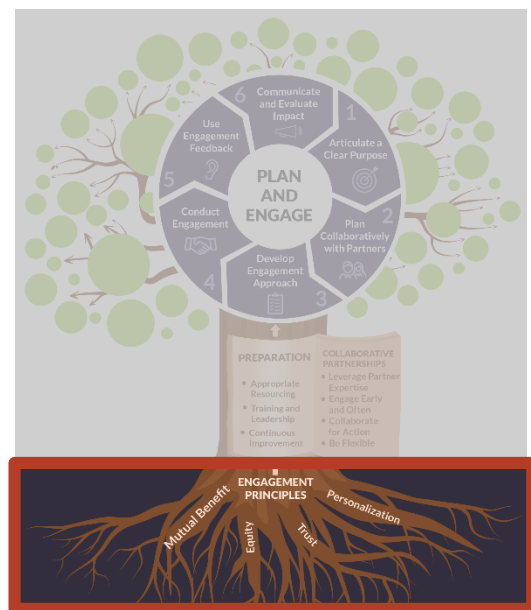 6
Communicate
and Evaluate
Impact
1
Articulate a
Clear Purpose
2
Plan
Collaboratively
with Partners
3
Develop
Engagement
Approach
4
Conduct
Engagement
5
Use
Engagement
Feedback
PLAN
AND
ENGAGE
PREPARATION
• Appropriate
Resourcing
• Training and
Leadership
• Continuous
Improvement
COLLABORATIVE
PARTNERSHIPS
• Leverage Partner
Expertise
• Engage Early
and Often
• Collaborate
for Action
• Be Flexible
ENGAGEMENT
PRINCIPLES
Mutual Benefit
Equity
Trust
Personalization